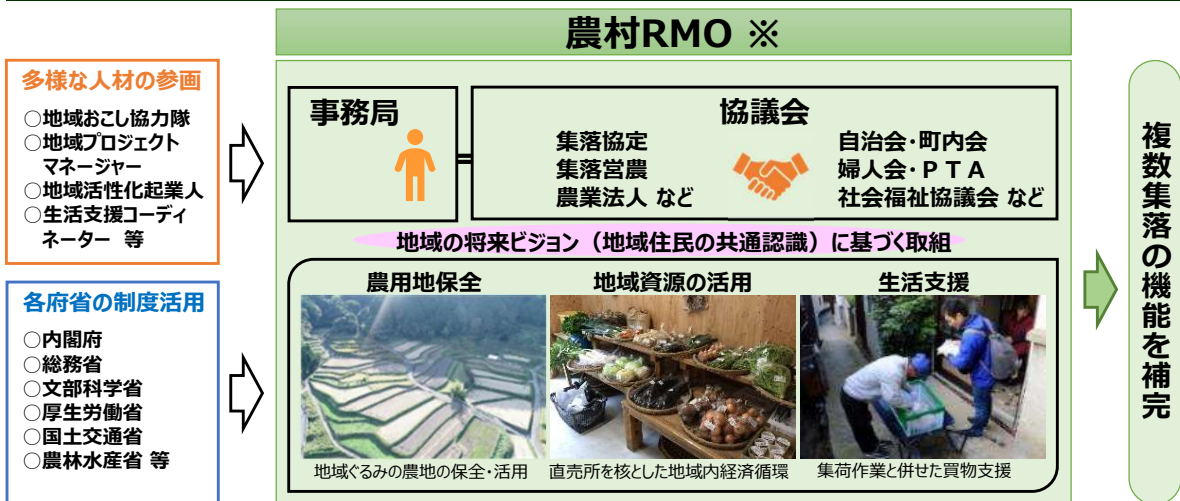 農村RMO ※
多様な人材の参画
○地域おこし協力隊
○地域プロジェクト
マネージャー
○地域活性化起業人
○生活支援コーディ
ネーター 等
各府省の制度活用
○内閣府
○総務省
○文部科学省
○厚生労働省
○国土交通省
○農林水産省 等
事務局
=
協議会
集落協定
集落営農
農業法人 など
自治会・町内会
婦人会・PTA
社会福祉協議会 など
地域の将来ビジョン（地域住民の共通認識）に基づく取組
農用地保全
地域ぐるみの農地の保全・活用
地域資源の活用
直売所を核とした地域内経済循環
生活支援
集荷作業と併せた買物支援
複数集落の機能を補完